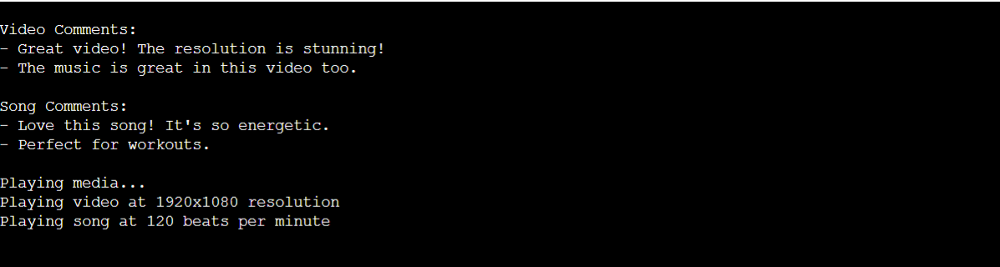 Video Comments:
- Great video! The resolution is stunning!
- The music is great in this video too.
Song Comments:
- Love this song! It's so energetic.
- Perfect for workouts.
Playing media...
Playing video at 1920x1080 resolution
Playing song at 120 beats per minute